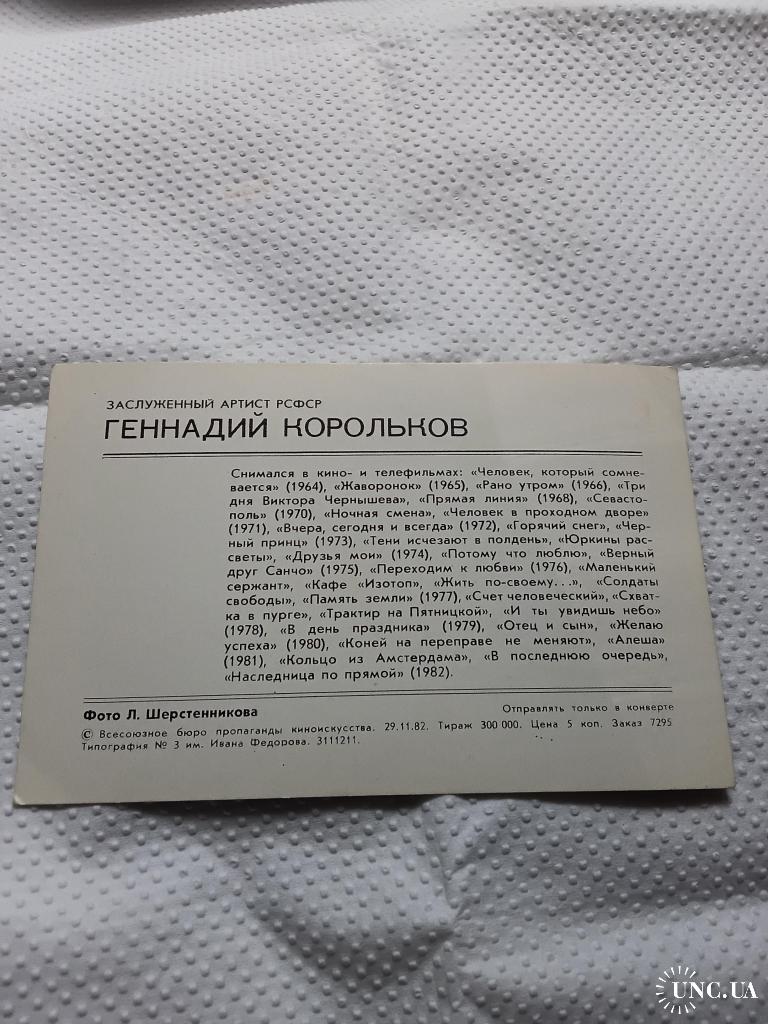 ЗАСЛУЖЕННЫЙ АРТИСТ РСФСР
ГЕННАДИЙ КОРОЛЬКОВ
Снимался в кино- и телефильмах: «Человек, который сомне-
вается» (1964), «Жаворонок» (1965), «Рано утром» (1966), «Три
дня Виктора Чернышева», «Прямая линия» (1968), «Севасто-
поль» (1970), «Ночная смена», «Человек в проходном дворе»
(1971), «Вчера, сегодня и всегда» (1972), «Горячий снег», «Чер-
ный принц» (1973), «Тени исчезают в полдень», «Юркины рас-
светы», «Друзья мои» (1974), «Потому что люблю», «Верный
друг Санчо» (1975), «Переходим к любви» (1976), «Маленький
сержант», «Кафе «Изотоп», «Жить по-своему...», «Солдаты
свободы», «Память земли» (1977), «Счет человеческий», «Схват-
ка в пурге», «Трактир на Пятницкой», «И ты увидишь небо»
(1978), «В день праздника» (1979), «Отец и сын», «Желаю
успеха» (1980), «Коней на переправе не меняют», «Алеша»
(1981), «Кольцо из Амстердама», «В последнюю очередь»,
«Наследница по прямой» (1982).
Фото Л. Шерстенникова
Отправлять только в конверте
© Всесоюзное бюро пропаганды киноискусства. 29.11.82. Тираж 300 000. Цена 5 коп. Заказ 7295
Типография № 3 им. Ивана Федорова. 3111211.
UNC.UA